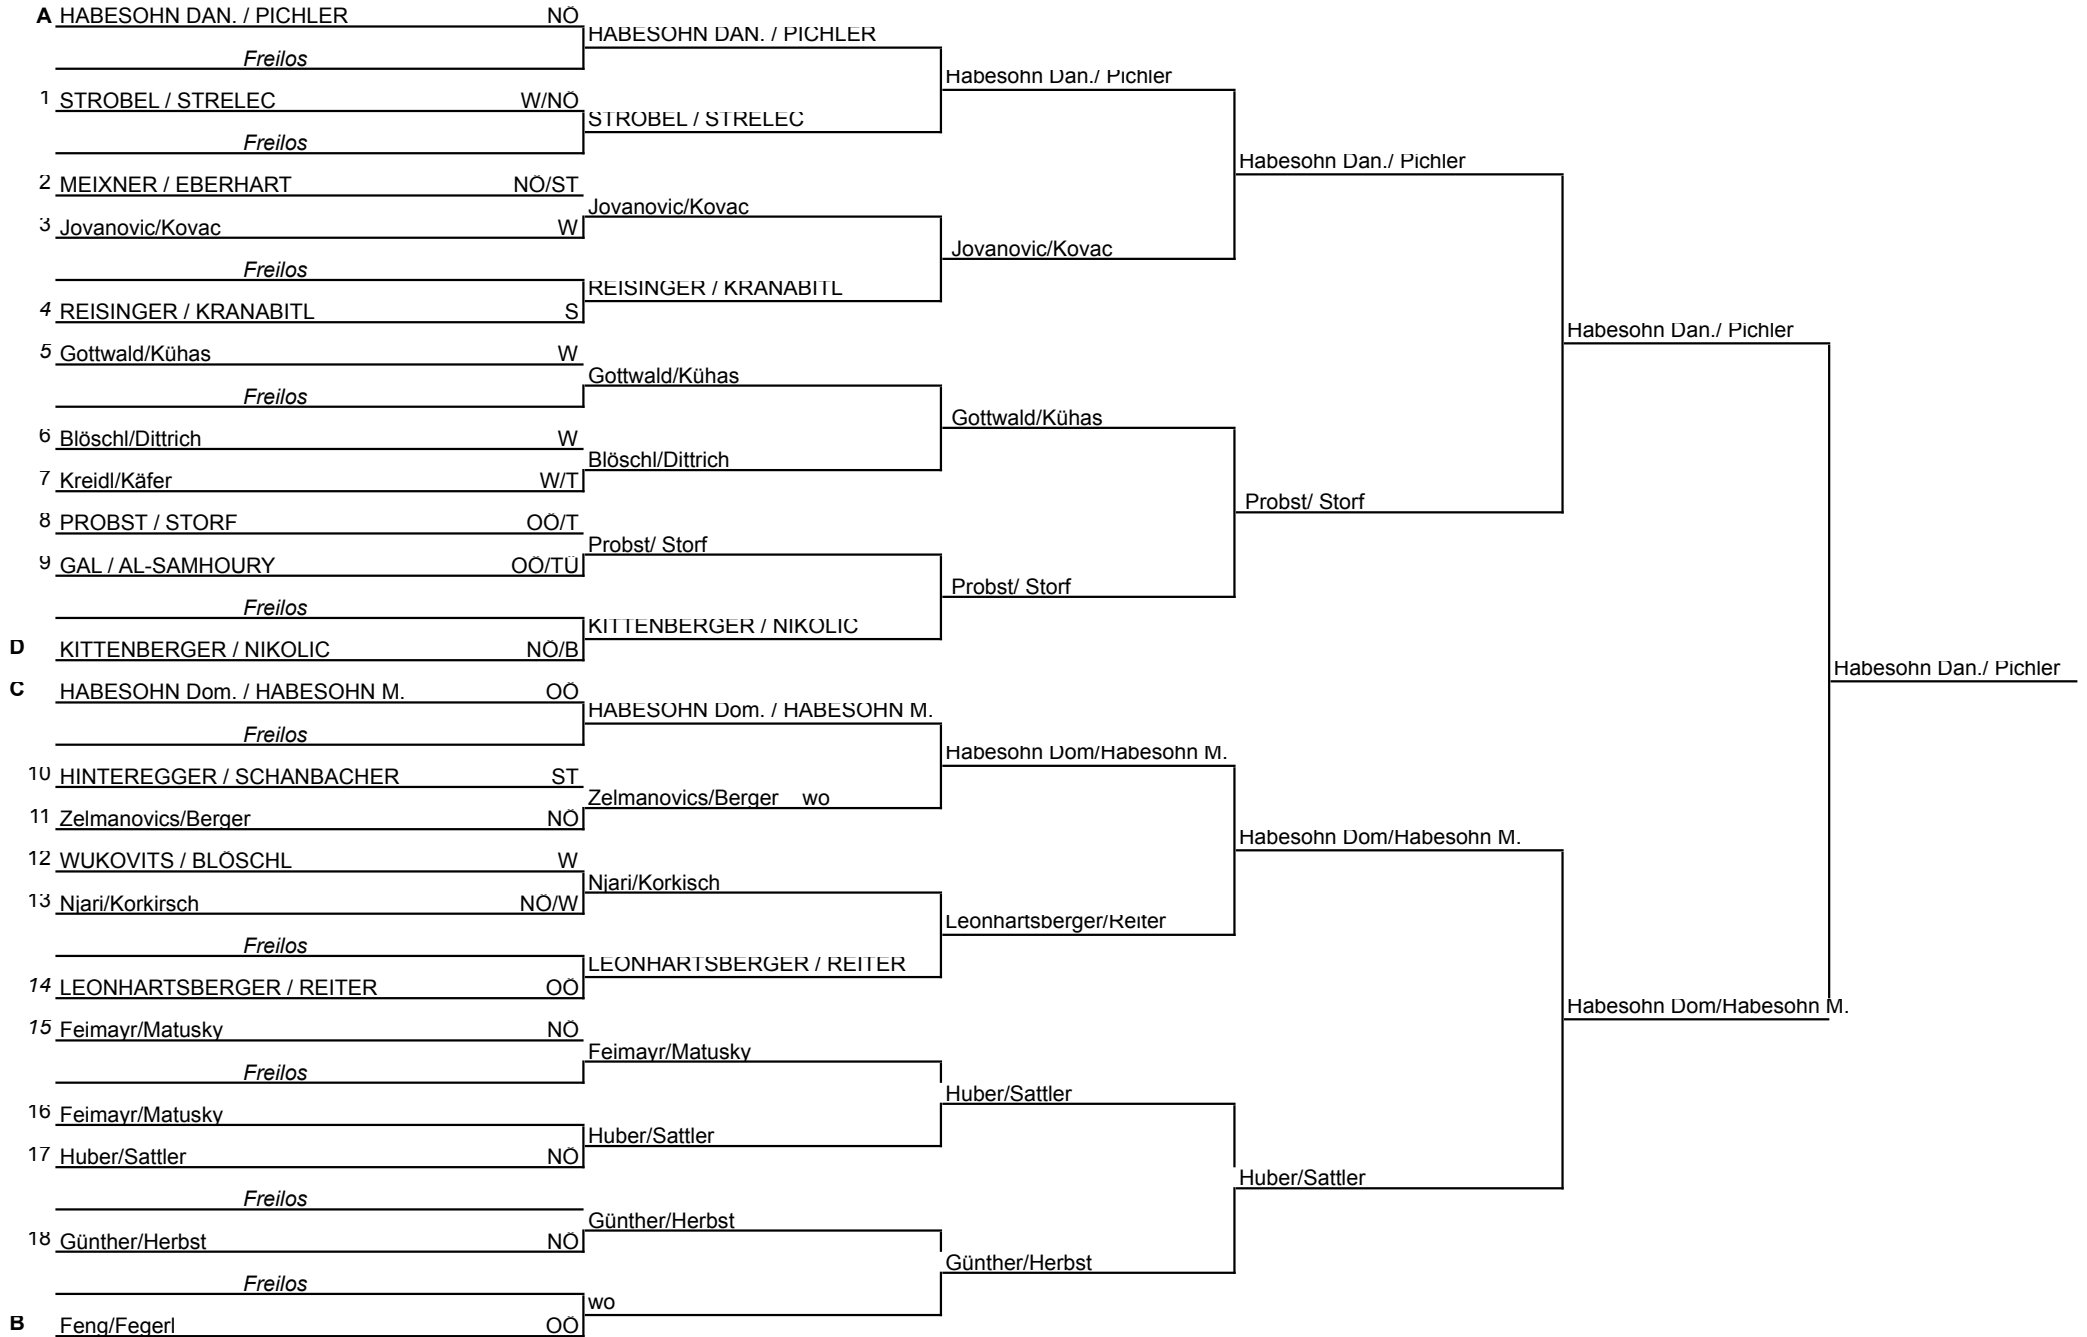 A HABESOHN DAN. / PICHLER NÖ
Freilos
1 STROBEL / STRELEC W/NÖ
Freilos
2 MEIXNER / EBERHART NÖ/ST
3 Jovanovic/Kovac W
Freilos
4 REISINGER / KRANABITL S
5 Gottwald/Kühas W
Freilos
6 Blöschl/Dittrich W
7 Kreidl/Käfer W/T
8 PROBST / STORF OÖ/T
9 GAL / AL-SAMHOURY OÖ/TÜ
Freilos
D KITTENBERGER / NIKOLIC NÖ/B
C HABESOHN Dom. / HABESOHN M. OÖ
Freilos
10 HINTEREGGER / SCHANBACHER ST
11 Zelmanovics/Berger NÖ
12 WUKOVITS / BLÖSCHL W
13 Njari/Korkirsch NÖ/W
Freilos
14 LEONHARTSBERGER / REITER OÖ
15 Feimayr/Matusky NÖ
Freilos
16 Feimayr/Matusky
17 Huber/Sattler NÖ
Freilos
18 Günther/Herbst NÖ
Freilos
B Feng/Fegerl OÖ
HABESOHN DAN. / PICHLER
STROBEL / STRELEC
Jovanovic/Kovac
REISINGER / KRANABITL
Gottwald/Kühas
Blöschl/Dittrich
Probst/ Storf
KITTENBERGER / NIKOLIC
HABESOHN Dom. / HABESOHN M.
Zelmanovics/Berger wo
Njari/Korkisch
LEONHARTSBERGER / REITER
Feimayr/Matusky
Huber/Sattler
Günther/Herbst
wo
Habesohn Dan./ Pichler
Jovanovic/Kovac
Gottwald/Kühas
Probst/ Storf
Habesohn Dom/Habesohn M.
Leonhartsberger/Reiter
Huber/Sattler
Günther/Herbst
Habesohn Dan./ Pichler
Probst/ Storf
Habesohn Dom/Habesohn M.
Huber/Sattler
Habesohn Dan./ Pichler
Habesohn Dom/Habesohn M.
Habesohn Dan./ Pichler